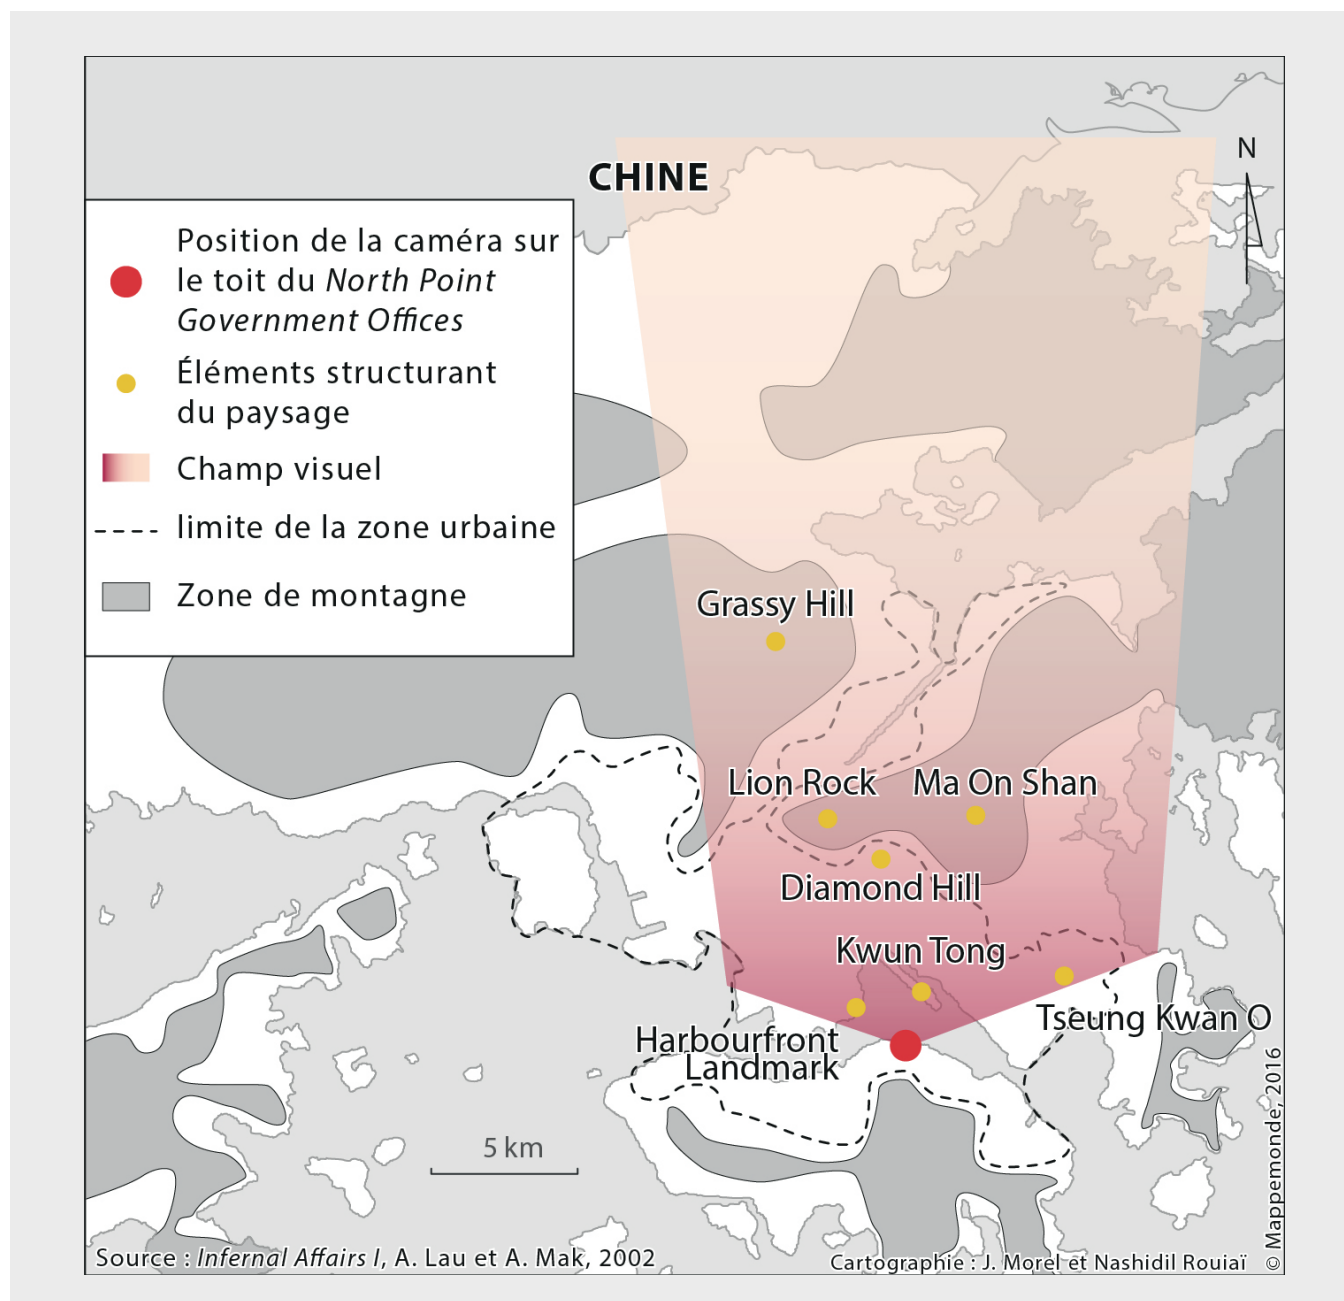 CHINE
N
Position de la caméra sur
le toit du North Point
Government Offices
Éléments structurant
du paysage
Champ visuel
limite de la zone urbaine
Zone de montagne
Grassy Hill
Lion Rock
Ma On Shan
Diamond Hill
Kwun Tong
Tseung Kwan O
Harbourfront
Landmark
5 km
Source : Infernal Affairs I, A. Lau et A. Mak, 2002
Cartographie : J. Morel et Nashidil Rouiaï
© Mappemonde, 2016